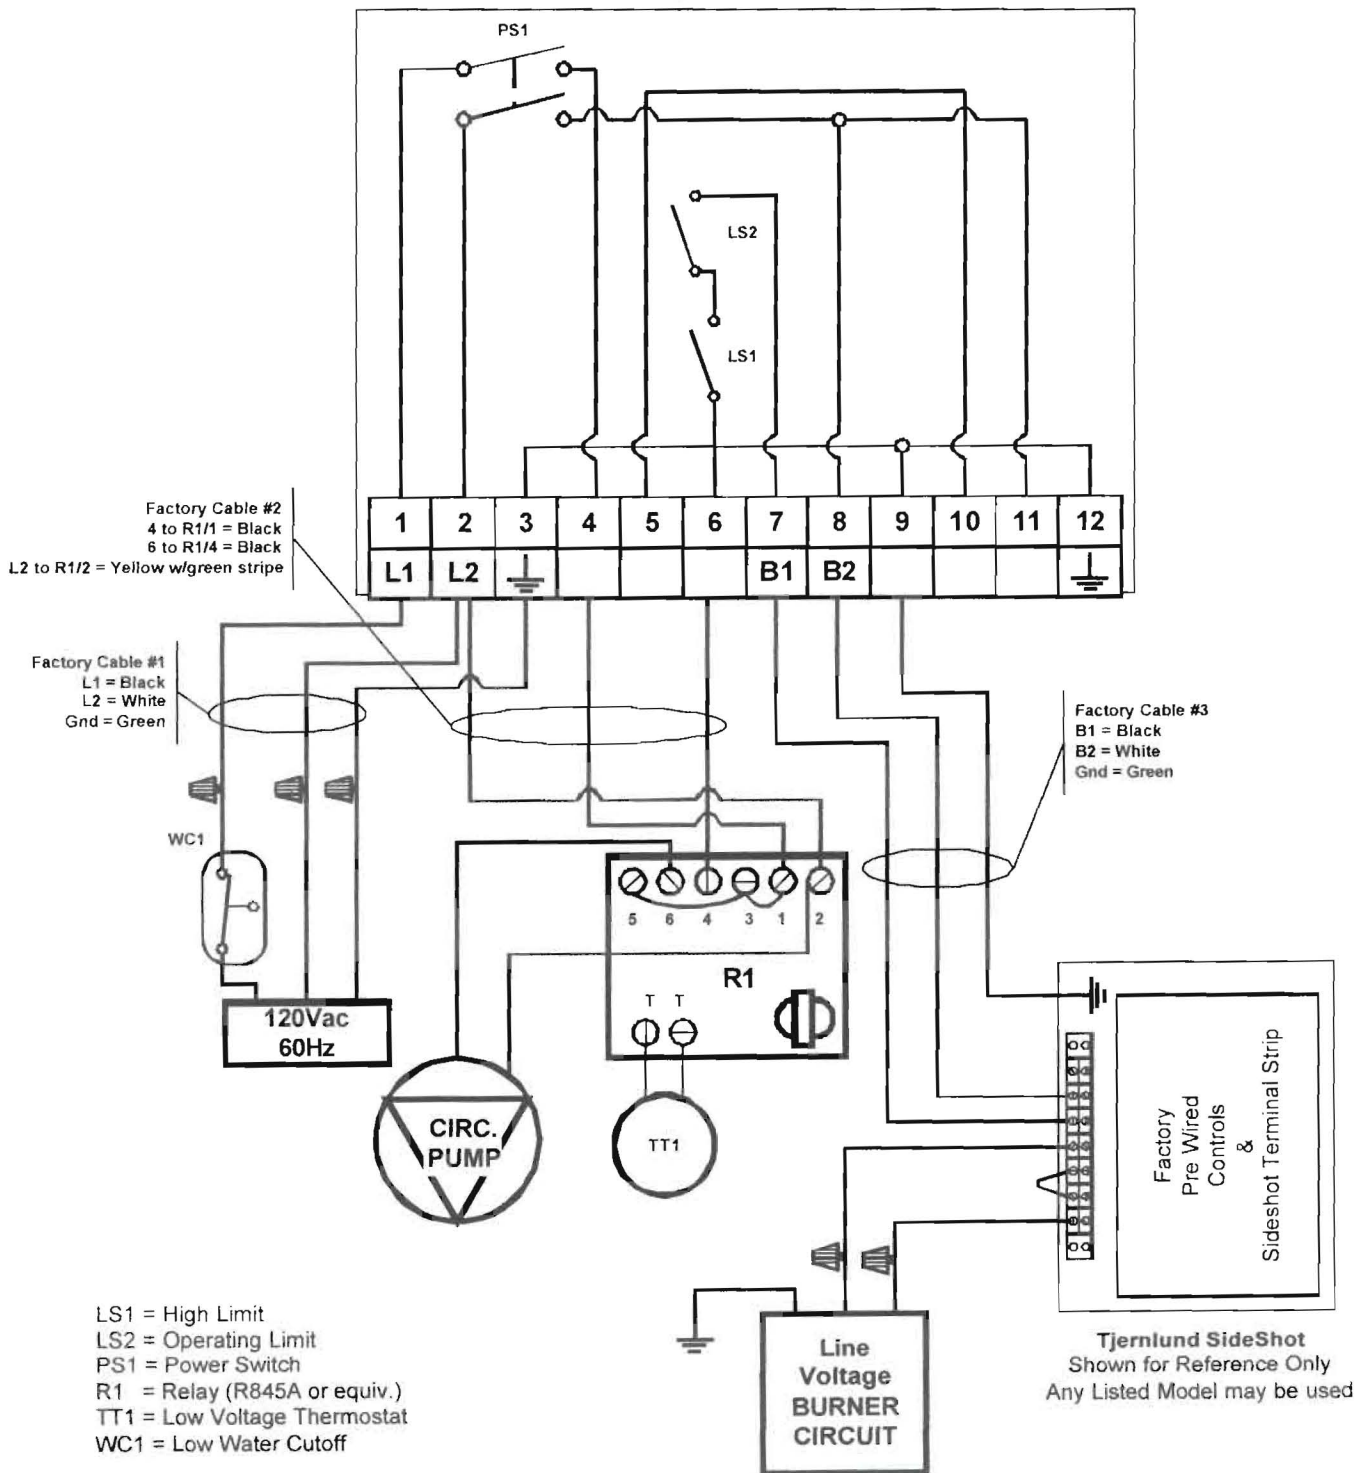 PS1
LS2
LS1
1 2 3 4 5 6 7 8 9 10 11 12
L1 L2 B1 B2
Factory Cable #2
4 to R1/1 = Black
6 to R1/4 = Black
L2 to R1/2 = Yellow w/green stripe
Factory Cable #1
L1 = Black
L2 = White
Gnd = Green
Factory Cable #3
B1 = Black
B2 = White
Gnd = Green
WC1
120Vac
60Hz
5 6 4 3 1 2
R1
T T
TT1
CIRC.
PUMP
Factory
Pre Wired
Controls
&
Sideshot Terminal Strip
Line
Voltage
BURNER
CIRCUIT
Tjernlund SideShot
Shown for Reference Only
Any Listed Model may be used
LS1 = High Limit
LS2 = Operating Limit
PS1 = Power Switch
R1 = Relay (R845A or equiv.)
TT1 = Low Voltage Thermostat
WC1 = Low Water Cutoff